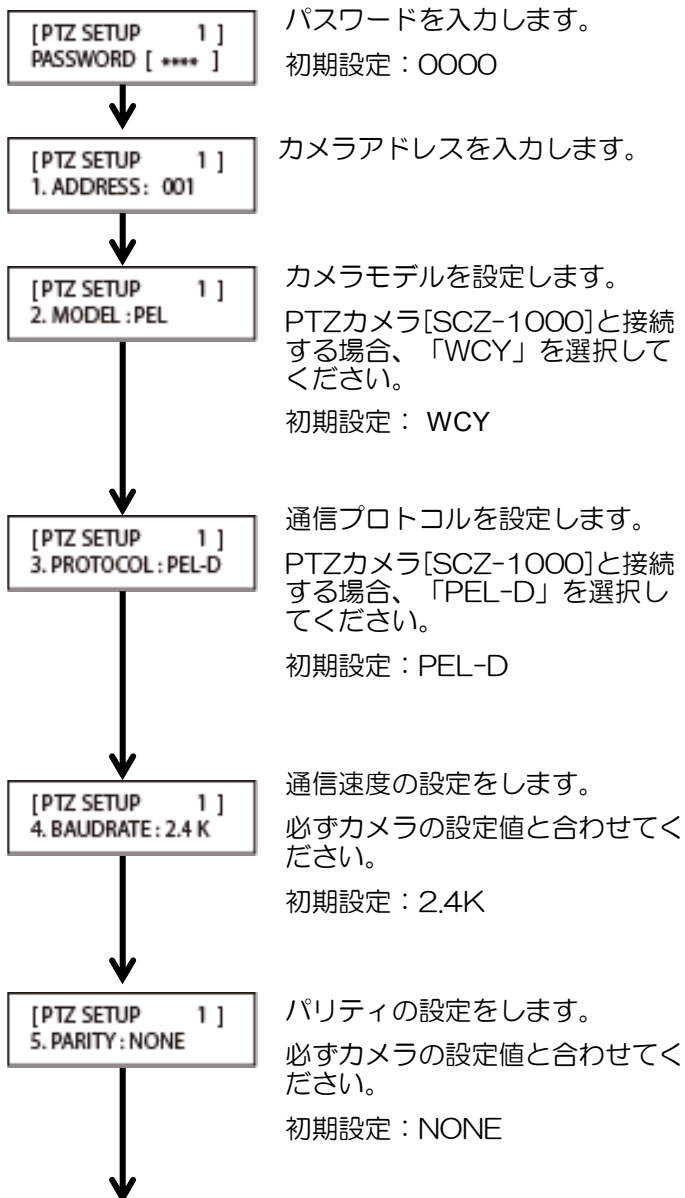 [PTZ SETUP 1 ]
PASSWORD [ **** ]
パスワードを入力します。
初期設定：0000
[PTZ SETUP 1 ]
1. ADDRESS : 001
カメラアドレスを入力します。
[PTZ SETUP 1 ]
2. MODEL : PEL
カメラモデルを設定します。
PTZカメラ[SCZ-1000]と接続
する場合、「WCY」を選択して
ください。
初期設定： WCY
[PTZ SETUP 1 ]
3. PROTOCOL : PEL-D
通信プロトコルを設定します。
PTZカメラ[SCZ-1000]と接続
する場合、「PEL-D」を選択し
てください。
初期設定：PEL-D
[PTZ SETUP 1 ]
4. BAUDRATE : 2.4 K
通信速度の設定をします。
必ずカメラの設定値と合わせてく
ださい。
初期設定：2.4K
[PTZ SETUP 1 ]
5. PARITY : NONE
パリティの設定をします。
必ずカメラの設定値と合わせてく
ださい。
初期設定：NONE